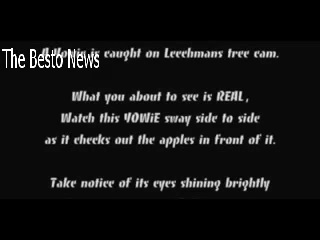 A Yowie is caught on Leechmans tree cam.
The Besto News
What you about to see is REAL,
Watch this YOWiE sway side to side
as it checks out the apples in front of it.
Take notice of its eyes shining brightly